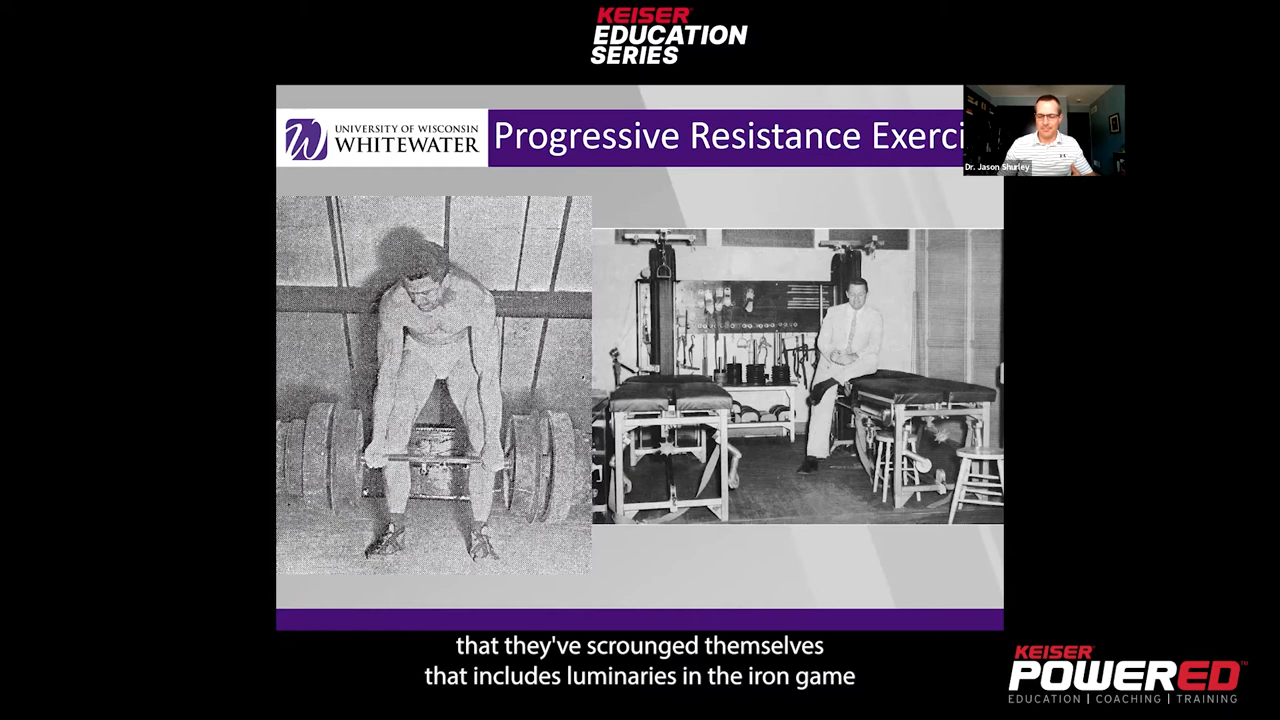 KEISER
EDUCATION
SERIES
UNIVERSITY OF WISCONSIN
WHITEWATER
Progressive Resistance Exerci
Dr. Jason Shurley
that they've scrounged themselves
that includes luminaries in the iron game
KEISER
POWERED™
EDUCATION | COACHING | TRAINING